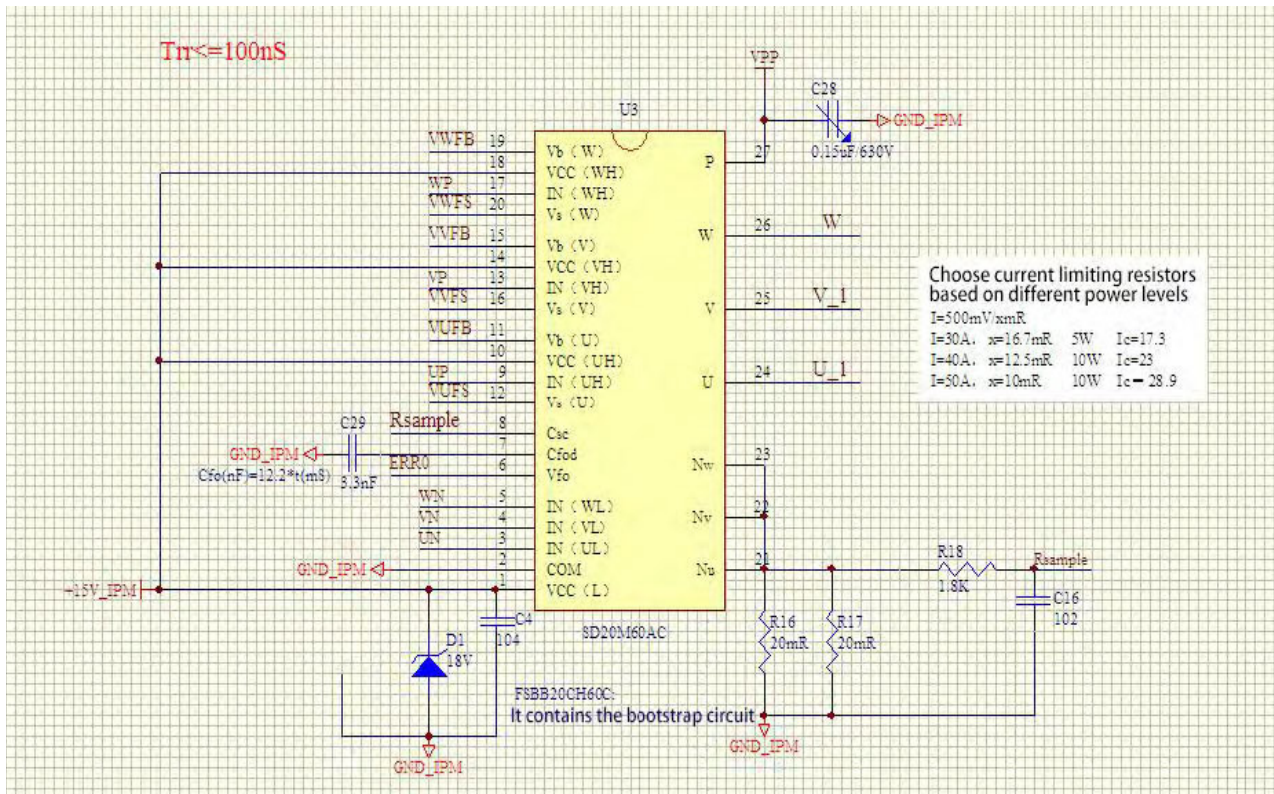 Trr<=100nS
VPP
C28
GND_IPM
0.15uF/630V
U3
VWFB 19 Vb (W)
18 VCC (WH)
WP 17 IN (WH)
VWFS 20 Vs (W)
VVFB 15 Vb (V)
14 VCC (VH)
VP 13 IN (VH)
VVFS 16 Vs (V)
VUFB 11 Vb (U)
10 VCC (UH)
UP 9 IN (UH)
VUFS 12 Vs (U)
Rsample 8 Csc
7 Cfod
ERR0 6 Vfo
WN 5 IN (WL)
VN 4 IN (VL)
UN 3 IN (UL)
GND_IPM 2 COM
+15V_IPM 1 VCC (L)
C29
GND_IPM
Cfo(nF)=12.2*t(mS)
3.3nF
P 27
W 26 W
V 25 V_1
U 24 U_1
Nw 23
Nv 22
Nu 21
Choose current limiting resistors
based on different power levels
I=500mV/xmR
I=30A, x=16.7mR 5W Ic=17.3
I=40A, x=12.5mR 10W Ic=23
I=50A, x=10mR 10W Ic=28.9
R18
1.8K
Rsample
C16
102
R16
20mR
R17
20mR
GND_IPM
C4
104
D1
18V
GND_IPM
SD20M60AC
FSBB20CH60C:
It contains the bootstrap circuit